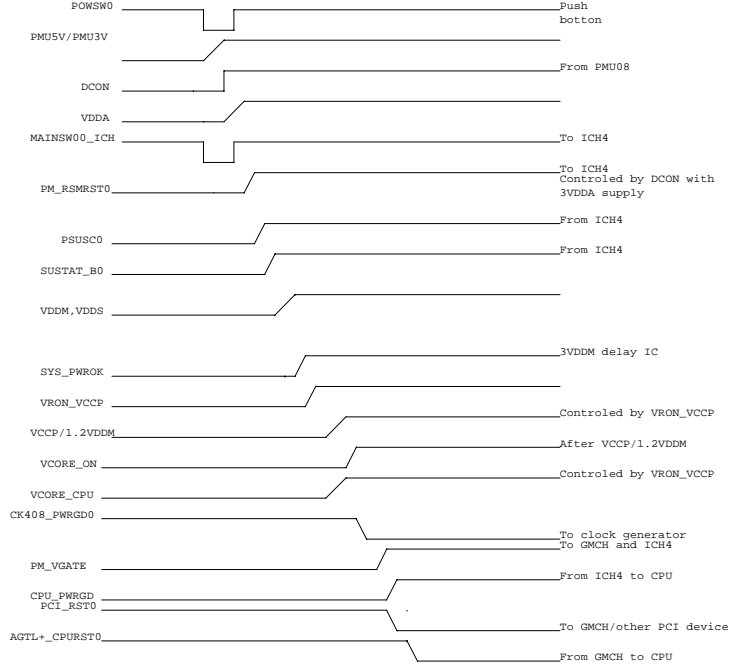 POWSW0 Push
botton
PMU5V/PMU3V
From PMU08
DCON
VDDA
MAINSW00_ICH To ICH4
To ICH4
Controled by DCON with
PM_RSMRST0 3VDDA supply
From ICH4
PSUSC0
From ICH4
SUSTAT_B0
VDDM,VDDS
3VDDM delay IC
SYS_PWROK
VRON_VCCP
Controled by VRON_VCCP
VCCP/1.2VDDM
After VCCP/1.2VDDM
VCORE_ON
Controled by VRON_VCCP
VCORE_CPU
CK408_PWRGD0
To clock generator
To GMCH and ICH4
PM_VGATE
From ICH4 to CPU
CPU_PWRGD
PCI_RST0
To GMCH/other PCI device
AGTL+_CPURST0
From GMCH to CPU